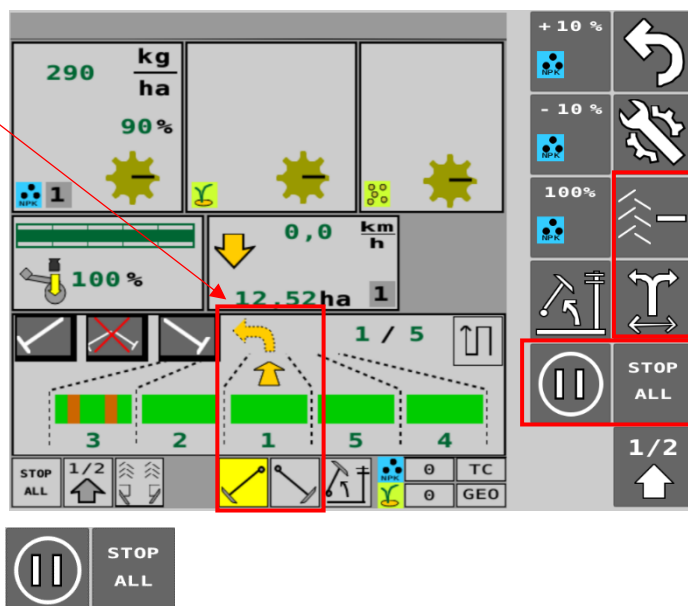 290 kg
ha
90%
NPK 1
100%
0,0 km
h
12,52ha 1
1 / 5
3 2 1 5 4
STOP
ALL
1/2
NPK 0 TC
0 GEO
+10 %
NPK
-10 %
NPK
100%
NPK
STOP
ALL
1/2
STOP
ALL